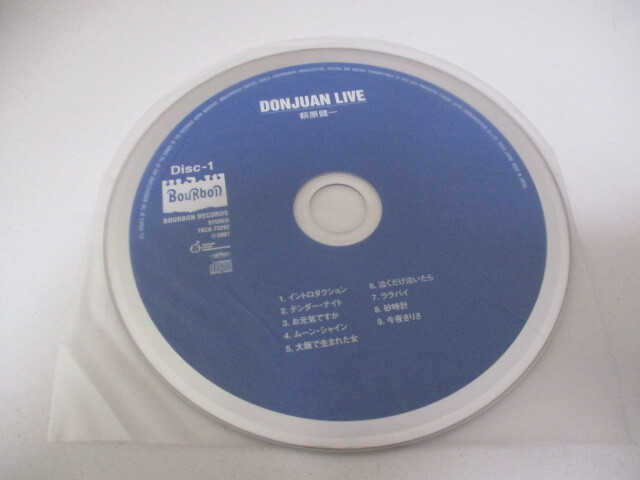 DONJUAN LIVE
萩原健一
Disc-1
BouRbon
BOURBON RECORDS
STEREO
1. イントロダクション
2. テンダー・ナイト
3. お元気ですか
4. ムーン・シャイン
5. 大阪で生まれた女
6. 泣くだけ泣いたら
7. ララバイ
8. 砂時計
9. 今夜きりさ